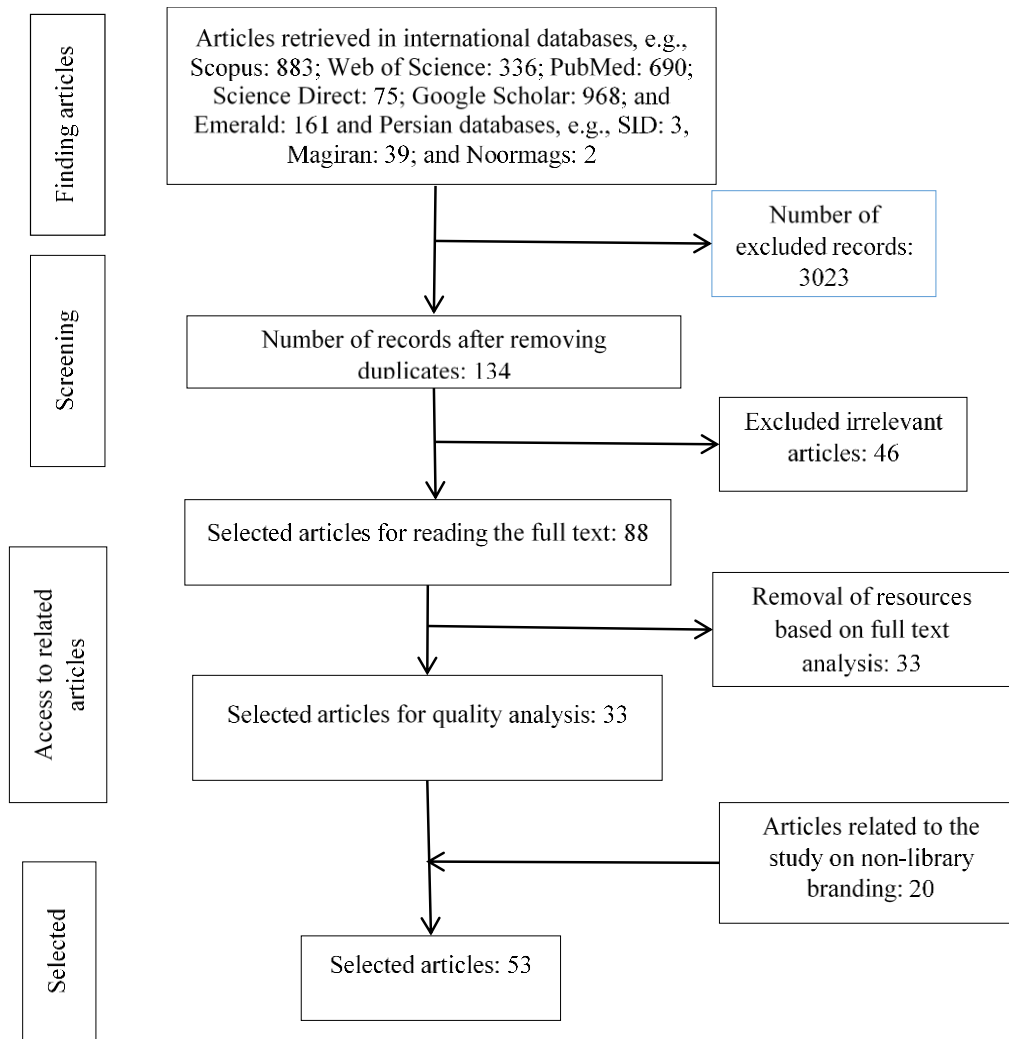 Finding articles
Articles retrieved in international databases, e.g.,
Scopus: 883; Web of Science: 336; PubMed: 690;
Science Direct: 75; Google Scholar: 968; and
Emerald: 161 and Persian databases, e.g., SID: 3,
Magiran: 39; and Noormags: 2
Number of
excluded records:
3023
Screening
Number of records after removing
duplicates: 134
Excluded irrelevant
articles: 46
Selected articles for reading the full text: 88
Access to related
articles
Removal of resources
based on full text
analysis: 33
Selected articles for quality analysis: 33
Articles related to the
study on non-library
branding: 20
Selected
Selected articles: 53